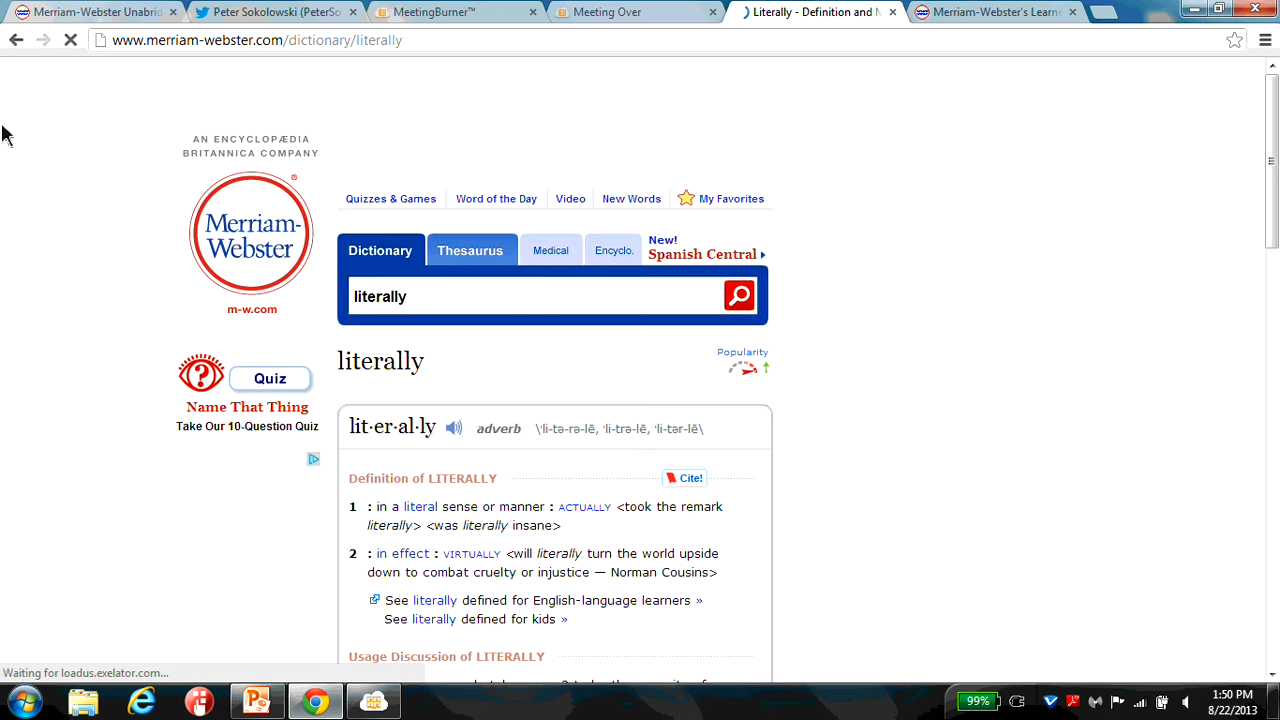 Merriam-Webster Unabrid
Peter Sokolowski (PeterSo
MeetingBurner™
Meeting Over
Literally - Definition and
Merriam-Webster's Learne
www.merriam-webster.com/dictionary/literally
AN ENCYCLOPÆDIA
BRITANNICA COMPANY
Merriam-
Webster
®
m-w.com
Quizzes & Games
Word of the Day
Video
New Words
My Favorites
Dictionary
Thesaurus
Medical
Encyclo.
New!
Spanish Central
literally
literally
Popularity
Quiz
Name That Thing
Take Our 10-Question Quiz
lit·er·al·ly adverb \ˈli-tə-rə-lē, ˈli-trə-lē, ˈli-tər-lē\
Definition of LITERALLY
Cite!
1 : in a literal sense or manner : ACTUALLY <took the remark
literally> <was literally insane>
2 : in effect : VIRTUALLY <will literally turn the world upside
down to combat cruelty or injustice — Norman Cousins>
See literally defined for English-language learners »
See literally defined for kids »
Usage Discussion of LITERALLY
Waiting for loadus.exelator.com...
99%
1:50 PM
8/22/2013